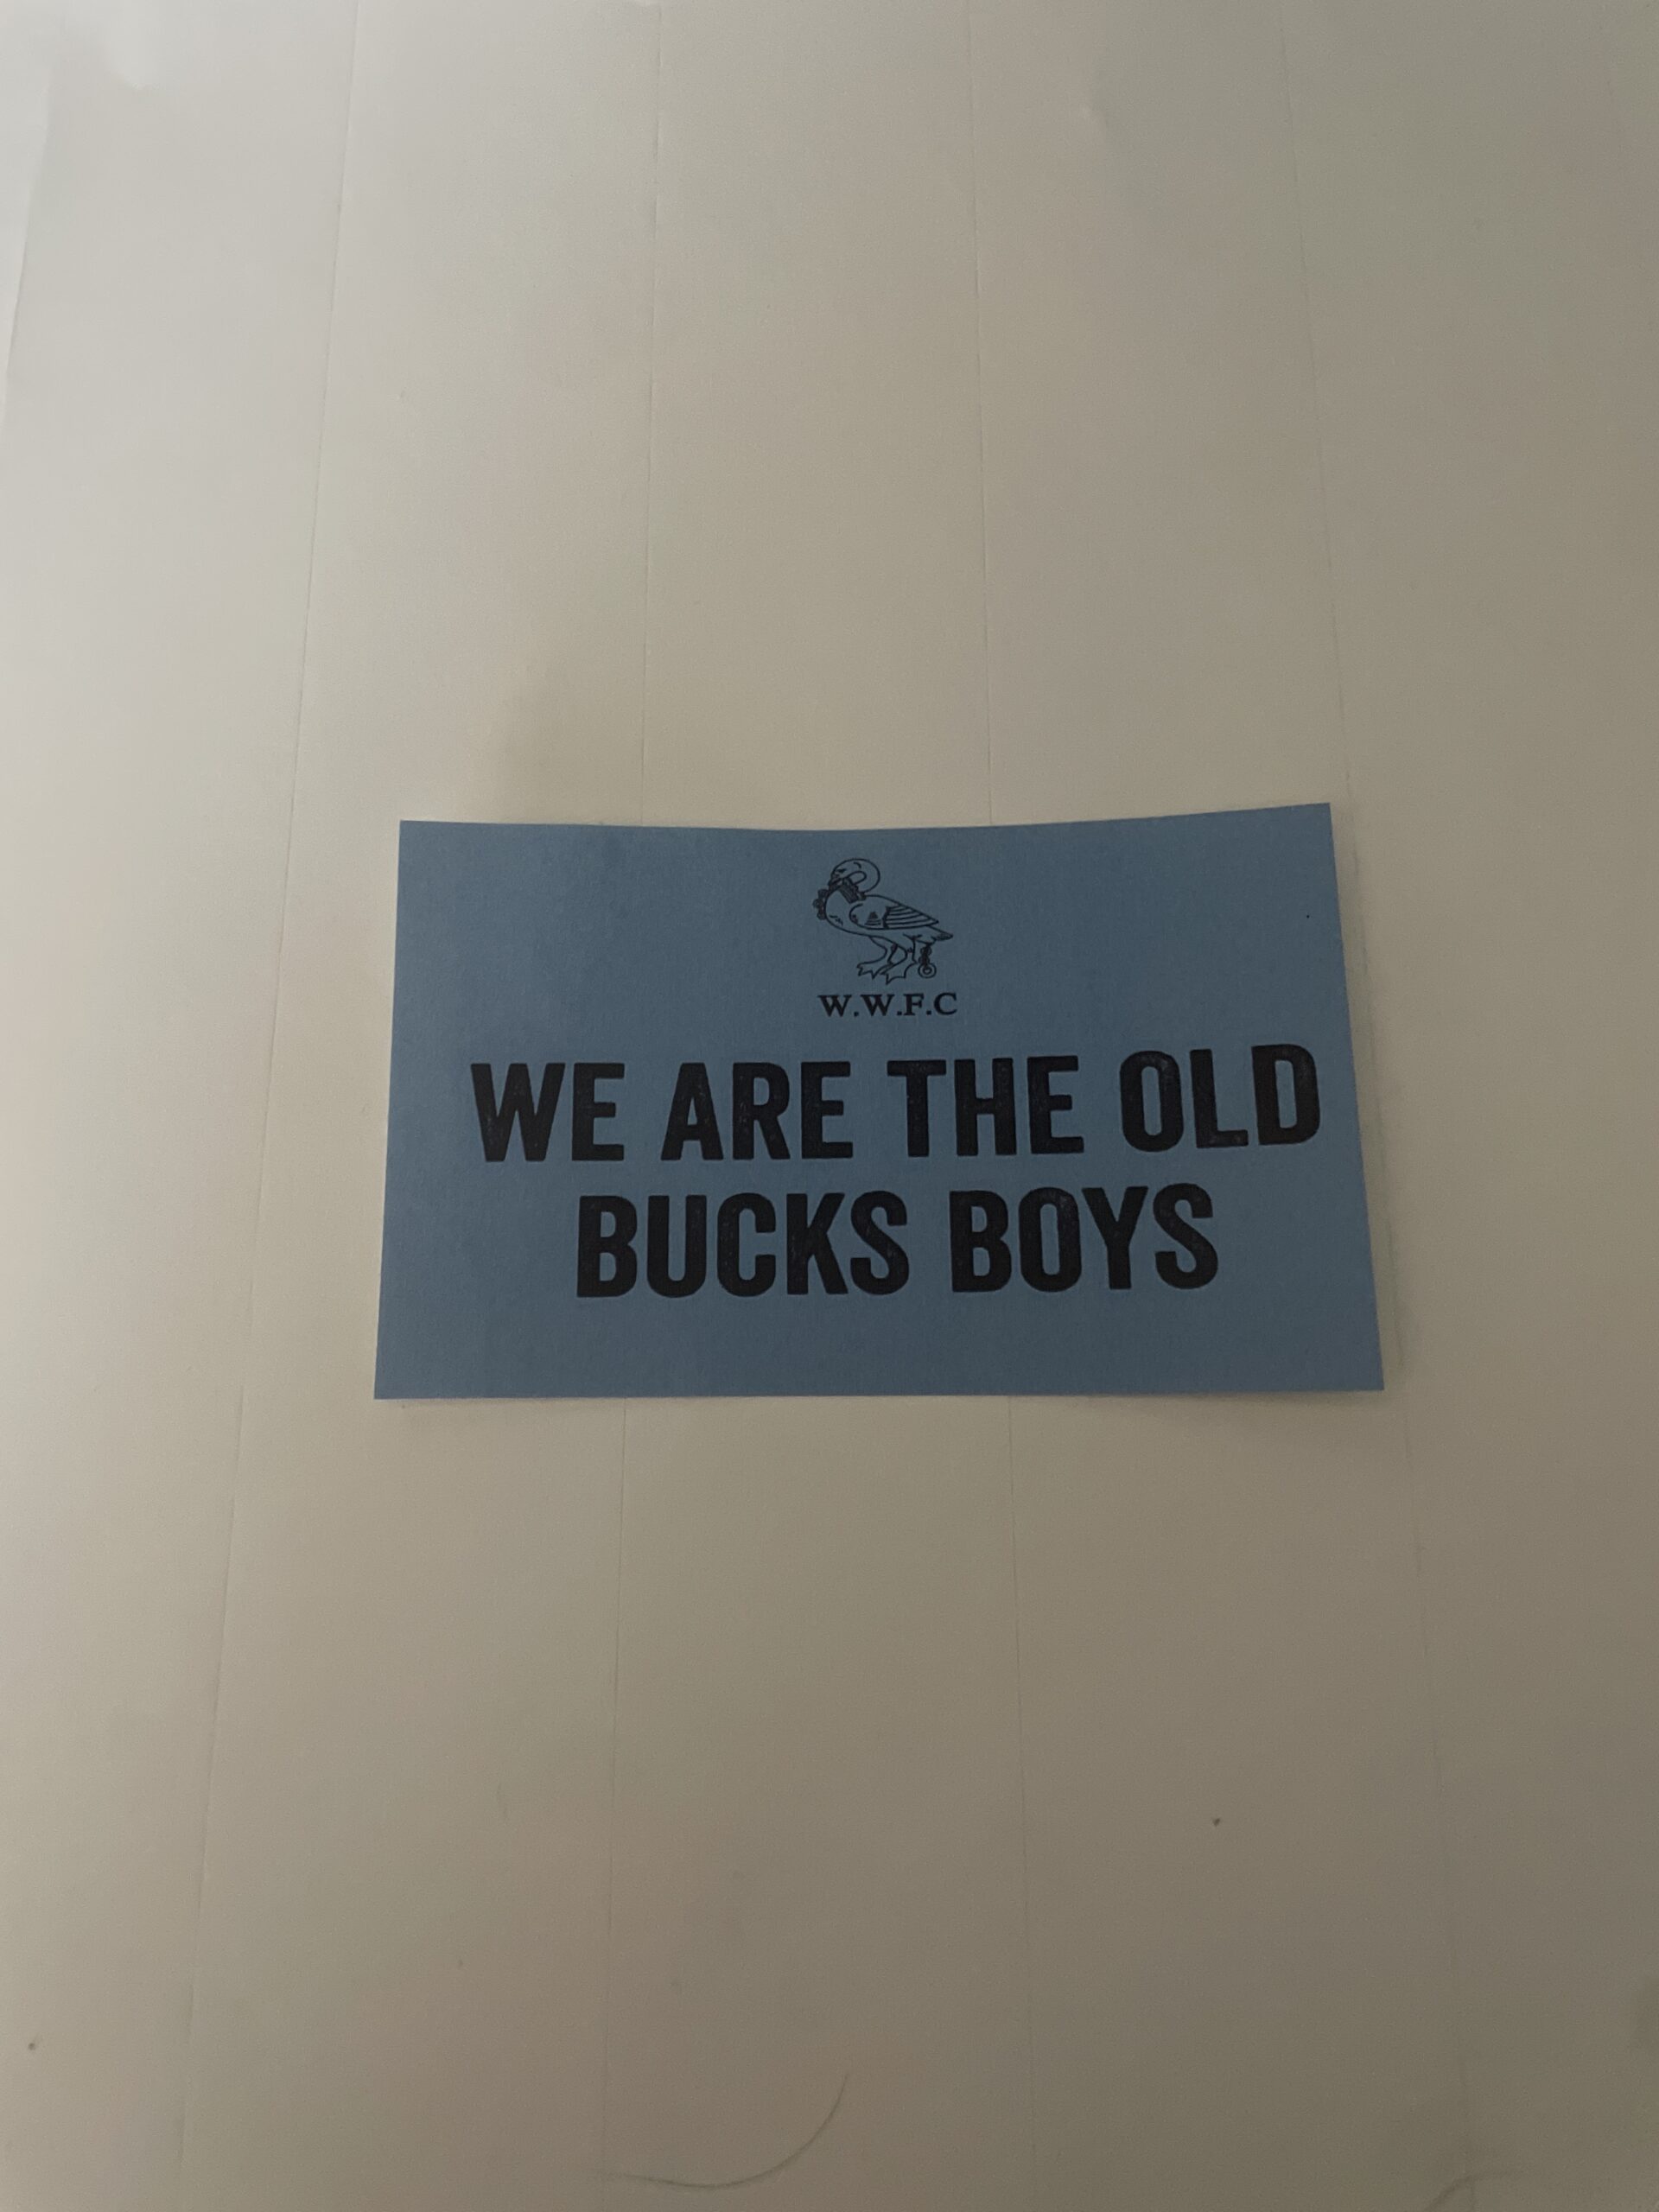 W.W.F.C
WE ARE THE OLD
BUCKS BOYS